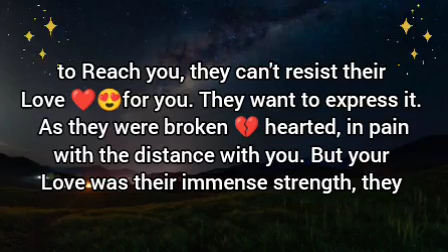 to Reach you, they can't resist their
Love ❤️😍for you. They want to express it.
As they were broken 💔 hearted, in pain
with the distance with you. But your
Love was their immense strength, they